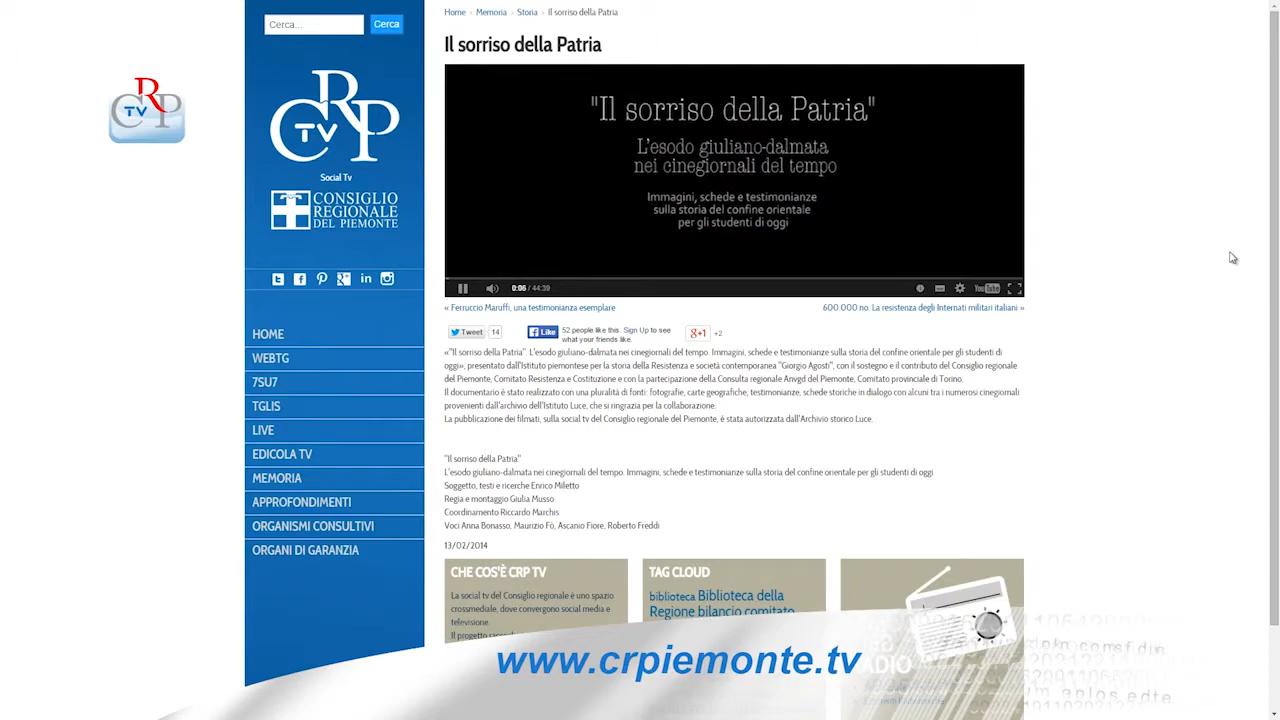 Cerca...
Cerca
CRP
TV
CRP
TV
Social Tv
CONSIGLIO
REGIONALE
DEL PIEMONTE
HOME
WEBTG
7SU7
TGLIS
LIVE
EDICOLA TV
MEMORIA
APPROFONDIMENTI
ORGANISMI CONSULTIVI
ORGANI DI GARANZIA
Home › Memoria › Storia › Il sorriso della Patria
Il sorriso della Patria
"Il sorriso della Patria"
L'esodo giuliano-dalmata
nei cinegiornali del tempo
Immagini, schede e testimonianze
sulla storia del confine orientale
per gli studenti di oggi
0:06 / 44:39
YouTube
« Ferruccio Maruffi, una testimonianza esemplare
600.000 no. La resistenza degli Internati militari italiani »
Tweet 14
Like
52 people like this. Sign Up to see
what your friends like.
g+1 +2
«"Il sorriso della Patria". L'esodo giuliano-dalmata nei cinegiornali del tempo. Immagini, schede e testimonianze sulla storia del confine orientale per gli studenti di
oggi», presentato dall'Istituto piemontese per la storia della Resistenza e società contemporanea "Giorgio Agosti", con il sostegno e il contributo del Consiglio regionale
del Piemonte, Comitato Resistenza e Costituzione e con la partecipazione della Consulta regionale Anvgd del Piemonte, Comitato provinciale di Torino.
Il documentario è stato realizzato con una pluralità di fonti: fotografie, carte geografiche, testimonianze, schede storiche in dialogo con alcuni tra i numerosi cinegiornali
provenienti dall'archivio dell'Istituto Luce, che si ringrazia per la collaborazione.
La pubblicazione dei filmati, sulla social tv del Consiglio regionale del Piemonte, è stata autorizzata dall'Archivio storico Luce.
"Il sorriso della Patria"
L'esodo giuliano-dalmata nei cinegiornali del tempo. Immagini, schede e testimonianze sulla storia del confine orientale per gli studenti di oggi
Soggetto, testi e ricerche Enrico Miletto
Regia e montaggio Giulia Musso
Coordinamento Riccardo Marchis
Voci Anna Bonasso, Maurizio Fò, Ascanio Fiore, Roberto Freddi
13/02/2014
CHE COS'È CRP TV
La social tv del Consiglio regionale è uno spazio
crossmediale, dove convergono social media e
televisione.
TAG CLOUD
biblioteca Biblioteca della
Regione bilancio comitato
www.crpiemonte.tv